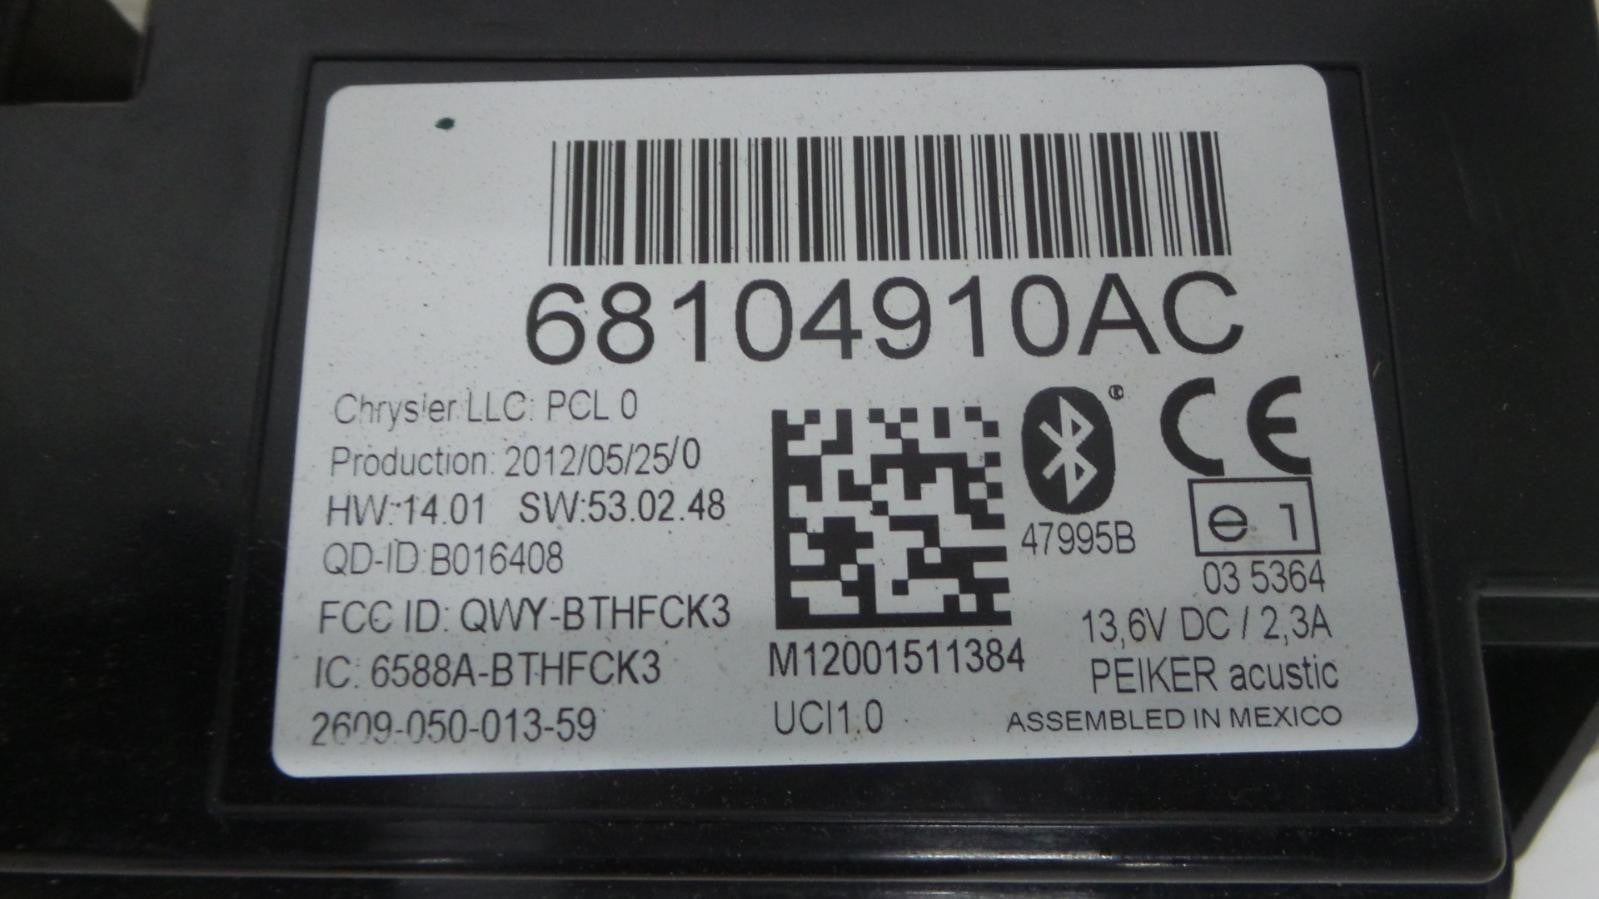 68104910AC
Chrysler LLC: PCL 0
Production: 2012/05/25/0
HW:14.01 SW:53.02.48
QD-ID:B016408
FCC ID: QWY-BTHFCK3
IC: 6588A-BTHFCK3
2609-050-013-59
M12001511384
UCI1.0
®
47995B
CE
e 1
03 5364
13,6V DC / 2,3A
PEIKER acustic
ASSEMBLED IN MEXICO